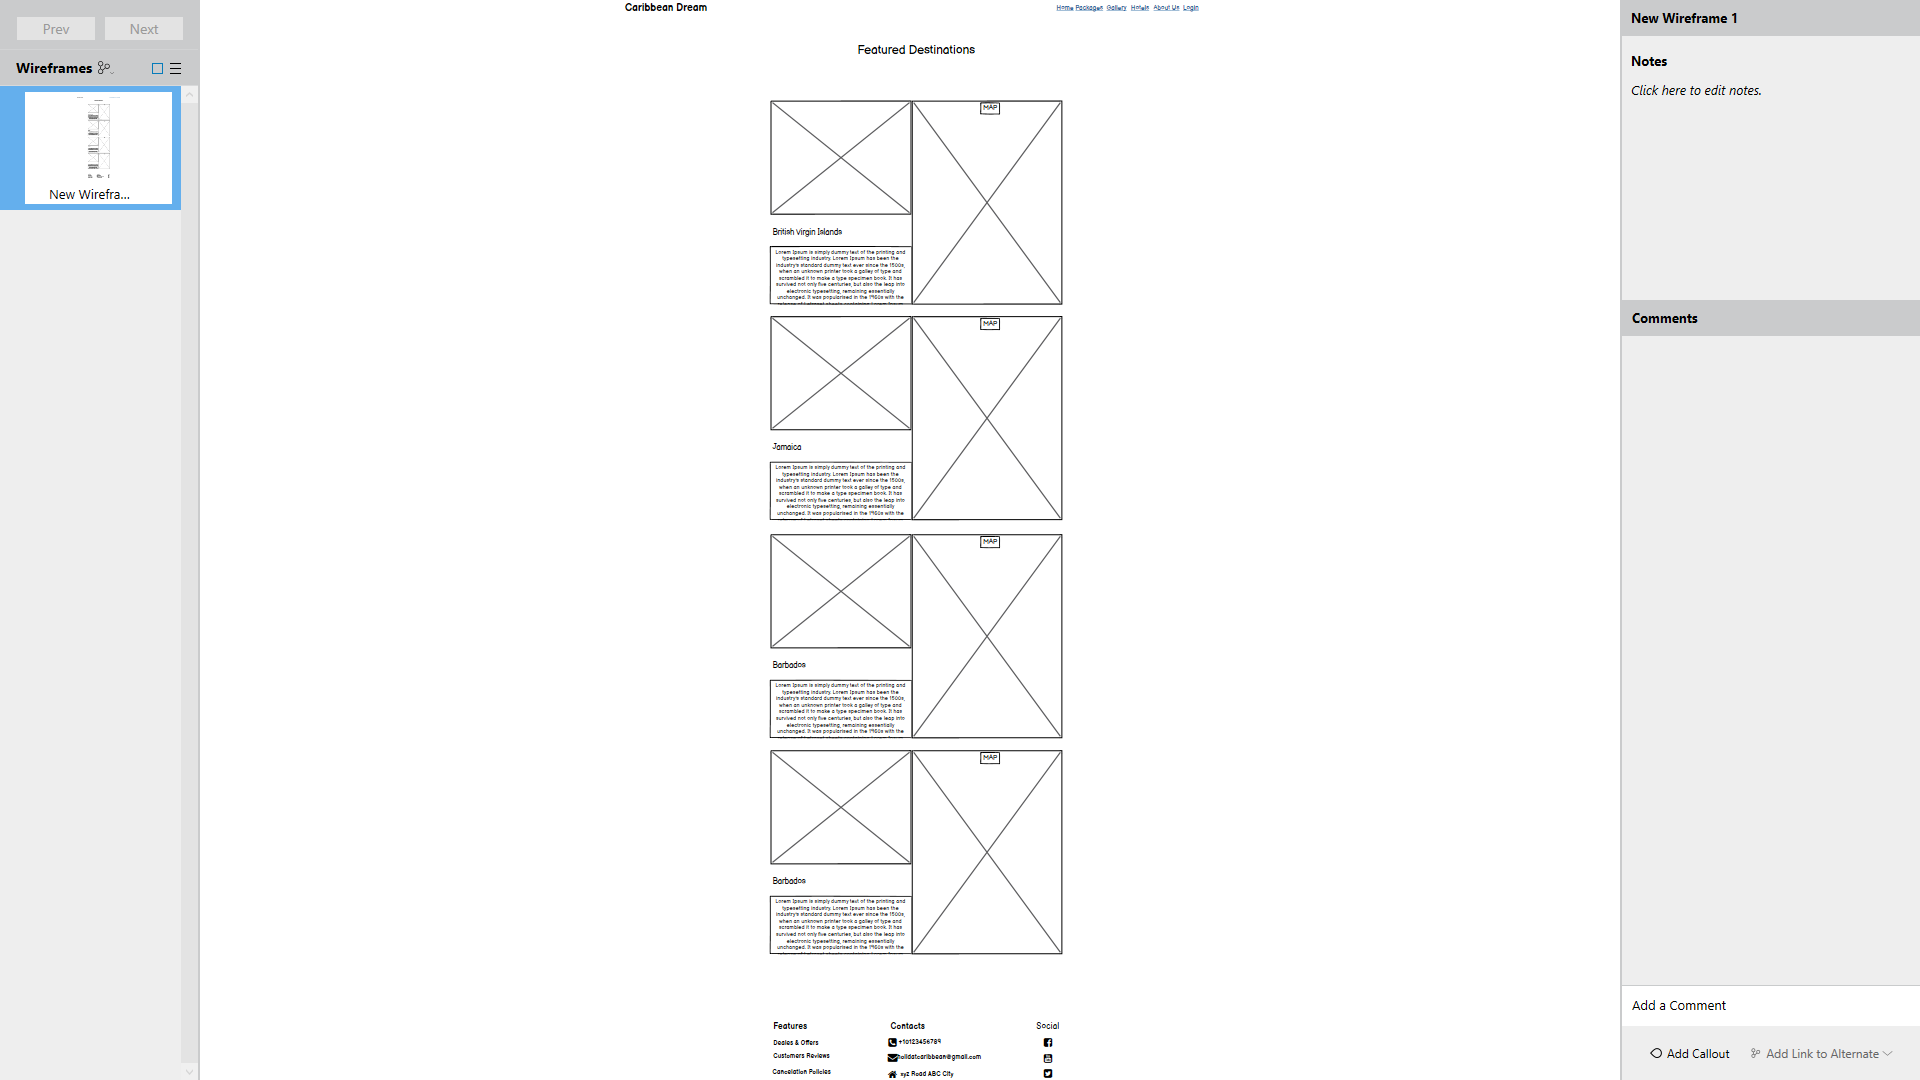 Prev Next
Wireframes
New Wirefra...
Caribbean Dream
Home Packages Gallery Hotels About Us Login
Featured Destinations
MAP
British Virgin Islands
Lorem Ipsum is simply dummy text of the printing and
typesetting industry. Lorem Ipsum has been the
industry's standard dummy text ever since the 1500s,
when an unknown printer took a galley of type and
scrambled it to make a type specimen book. It has
survived not only five centuries, but also the leap into
electronic typesetting, remaining essentially
unchanged. It was popularised in the 1960s with the
MAP
Jamaica
Lorem Ipsum is simply dummy text of the printing and
typesetting industry. Lorem Ipsum has been the
industry's standard dummy text ever since the 1500s,
when an unknown printer took a galley of type and
scrambled it to make a type specimen book. It has
survived not only five centuries, but also the leap into
electronic typesetting, remaining essentially
unchanged. It was popularised in the 1960s with the
MAP
Barbados
Lorem Ipsum is simply dummy text of the printing and
typesetting industry. Lorem Ipsum has been the
industry's standard dummy text ever since the 1500s,
when an unknown printer took a galley of type and
scrambled it to make a type specimen book. It has
survived not only five centuries, but also the leap into
electronic typesetting, remaining essentially
unchanged. It was popularised in the 1960s with the
MAP
Barbados
Lorem Ipsum is simply dummy text of the printing and
typesetting industry. Lorem Ipsum has been the
industry's standard dummy text ever since the 1500s,
when an unknown printer took a galley of type and
scrambled it to make a type specimen book. It has
survived not only five centuries, but also the leap into
electronic typesetting, remaining essentially
unchanged. It was popularised in the 1960s with the
Features
Deales & Offers
Customers Reviews
Cancelation Policies
Contacts
+10123456789
holidatcaribbean@gmail.com
xyz Road ABC City
Social
New Wireframe 1
Notes
Click here to edit notes.
Comments
Add a Comment
Add Callout Add Link to Alternate